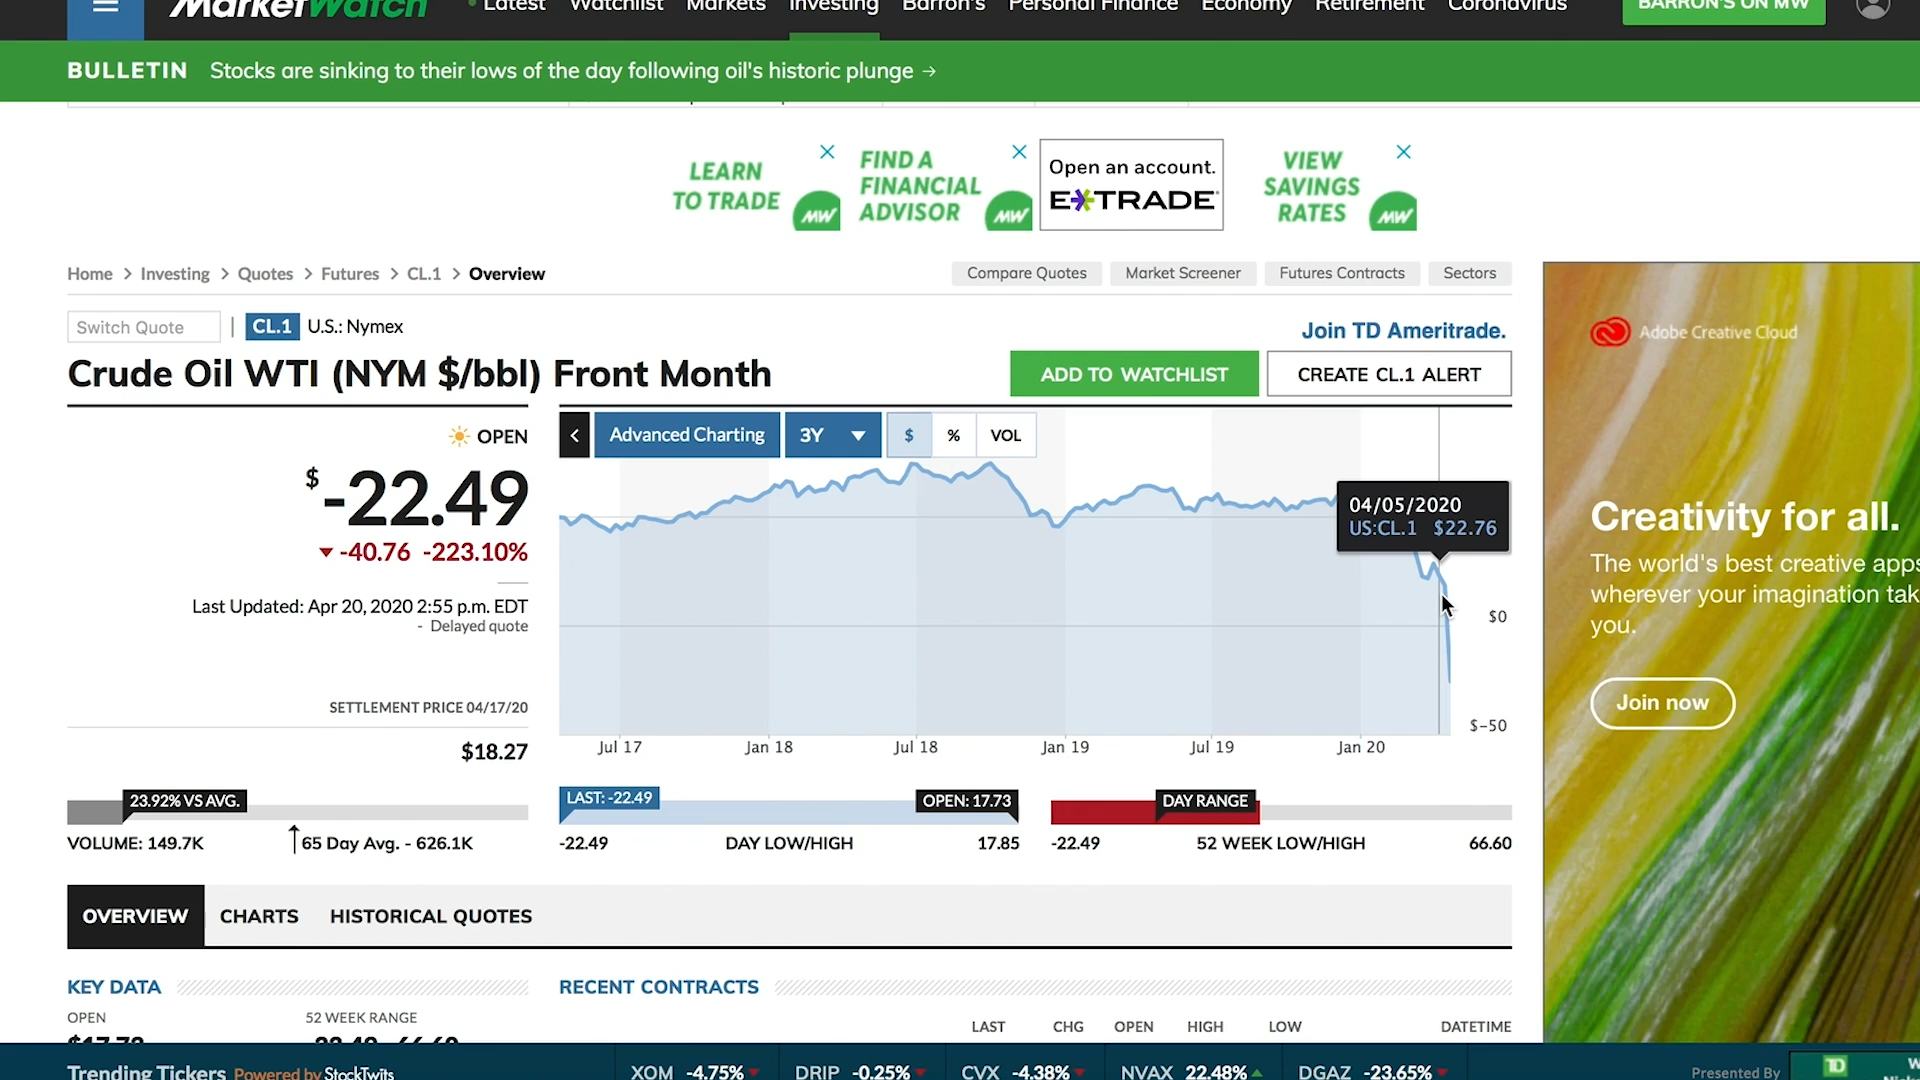 MarketWatch
Latest Watchlist Markets Investing Barron's Personal Finance Economy Retirement Coronavirus BARRON'S ON MW
BULLETIN Stocks are sinking to their lows of the day following oil's historic plunge →
LEARN
TO TRADE
MW
FIND A
FINANCIAL
ADVISOR
MW
Open an account.
E*TRADE
VIEW
SAVINGS
RATES
MW
Home > Investing > Quotes > Futures > CL.1 > Overview
Compare Quotes Market Screener Futures Contracts Sectors
Switch Quote | CL.1 U.S.: Nymex
Join TD Ameritrade.
Crude Oil WTI (NYM $/bbl) Front Month
ADD TO WATCHLIST CREATE CL.1 ALERT
OPEN
$ -22.49
-40.76 -223.10%
Last Updated: Apr 20, 2020 2:55 p.m. EDT
- Delayed quote
SETTLEMENT PRICE 04/17/20
$18.27
< Advanced Charting 3Y $ % VOL
04/05/2020
US:CL.1 $22.76
$0
$-50
Jul 17 Jan 18 Jul 18 Jan 19 Jul 19 Jan 20
23.92% VS AVG.
VOLUME: 149.7K 65 Day Avg. - 626.1K
LAST: -22.49 OPEN: 17.73
-22.49 DAY LOW/HIGH 17.85
DAY RANGE
-22.49 52 WEEK LOW/HIGH 66.60
Adobe Creative Cloud
Creativity for all.
The world's best creative apps
wherever your imagination tak
you.
Join now
OVERVIEW CHARTS HISTORICAL QUOTES
KEY DATA
OPEN 52 WEEK RANGE
$17.73 -22.49 - 66.60
RECENT CONTRACTS
LAST CHG OPEN HIGH LOW DATETIME
Trending Tickers Powered by StockTwits
XOM -4.75% DRIP -0.25% CVX -4.38% NVAX 22.48% DGAZ -23.65%
Presented By TD